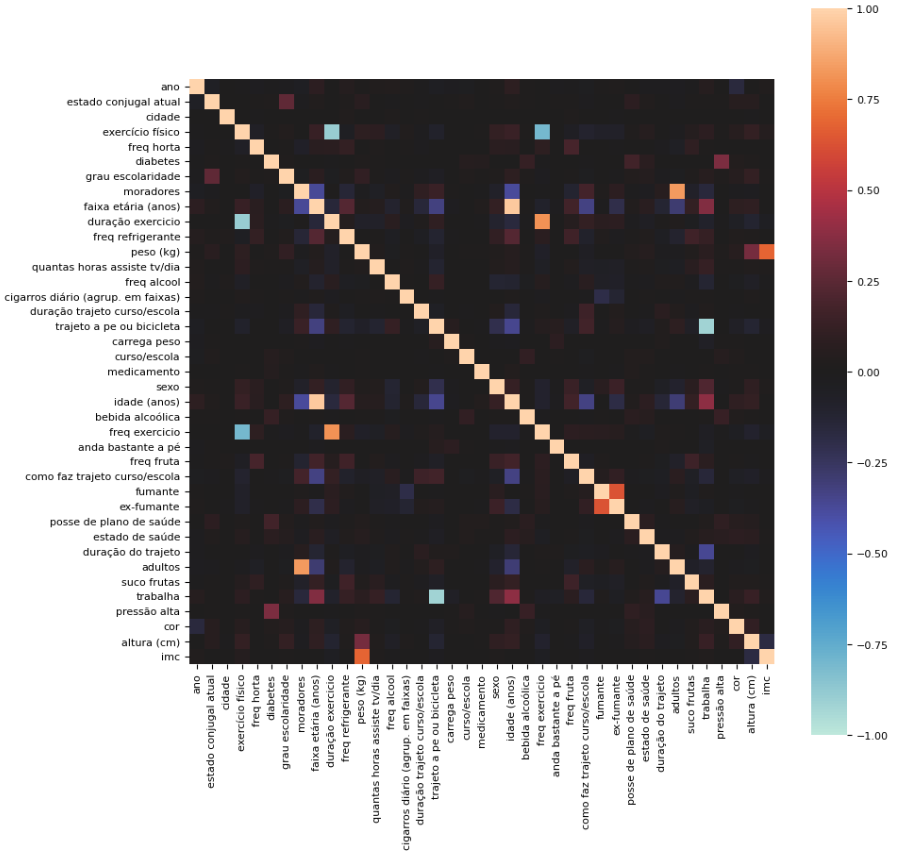 1.00
0.75
0.50
0.25
0.00
−0.25
−0.50
−0.75
−1.00
ano
estado conjugal atual
cidade
exercício físico
freq horta
diabetes
grau escolaridade
moradores
faixa etária (anos)
duração exercicio
freq refrigerante
peso (kg)
quantas horas assiste tv/dia
freq alcool
cigarros diário (agrup. em faixas)
duração trajeto curso/escola
trajeto a pe ou bicicleta
carrega peso
curso/escola
medicamento
sexo
idade (anos)
bebida alcoólica
freq exercicio
anda bastante a pé
freq fruta
como faz trajeto curso/escola
fumante
ex-fumante
posse de plano de saúde
estado de saúde
duração do trajeto
adultos
suco frutas
trabalha
pressão alta
cor
altura (cm)
imc
ano
estado conjugal atual
cidade
exercício físico
freq horta
diabetes
grau escolaridade
moradores
faixa etária (anos)
duração exercicio
freq refrigerante
peso (kg)
quantas horas assiste tv/dia
freq alcool
cigarros diário (agrup. em faixas)
duração trajeto curso/escola
trajeto a pe ou bicicleta
carrega peso
curso/escola
medicamento
sexo
idade (anos)
bebida alcoólica
freq exercicio
anda bastante a pé
freq fruta
como faz trajeto curso/escola
fumante
ex-fumante
posse de plano de saúde
estado de saúde
duração do trajeto
adultos
suco frutas
trabalha
pressão alta
cor
altura (cm)
imc